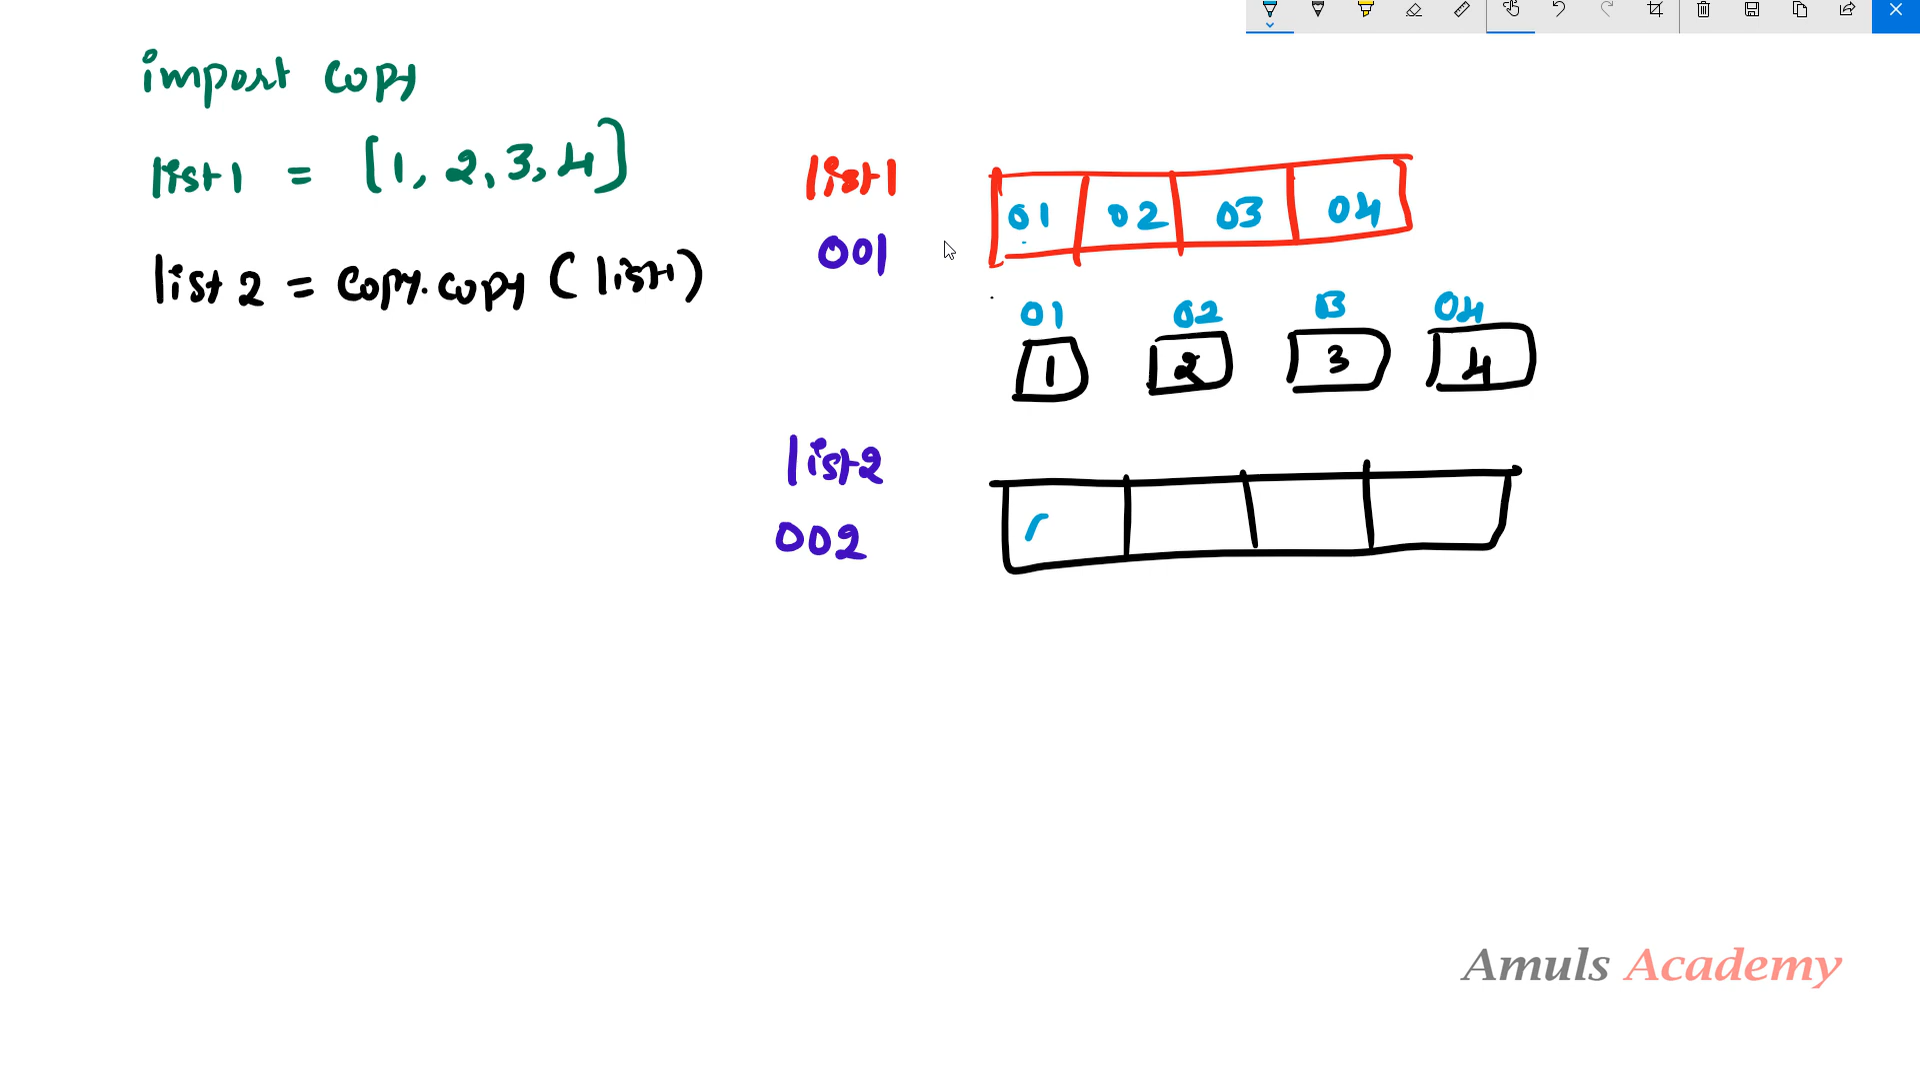 import copy
list1 = [1, 2, 3, 4]
list2 = copy.copy (list1)
list1
001
01 02 03 04
01 02 03 04
1 2 3 4
list2
002
Amuls Academy